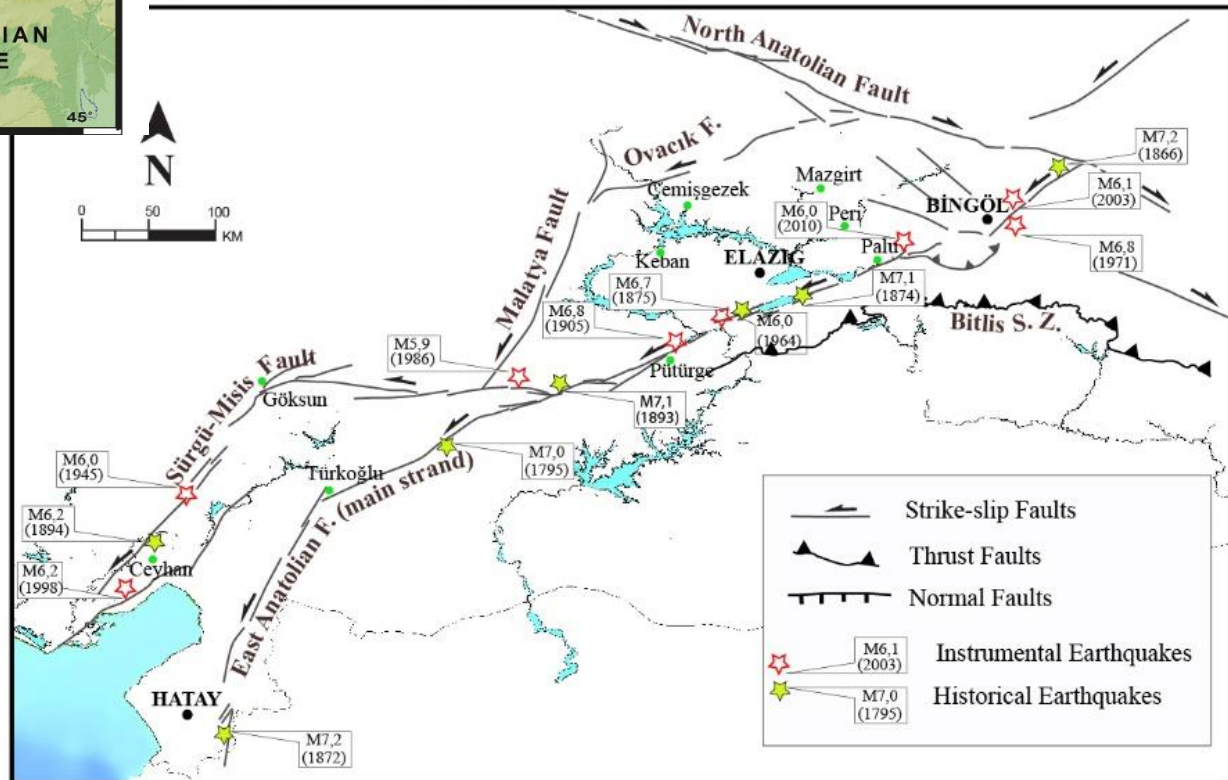 IAN
E
45°
N
0 50 100
KM
North Anatolian Fault
Ovacık F.
Malatya Fault
Çemişgezek
Mazgirt
Peri
BİNGÖL
Palu
Keban
ELAZIG
M7,2
(1866)
M6,1
(2003)
M6,8
(1971)
M6,0
(2010)
M7,1
(1874)
M6,7
(1875)
M6,0
(1964)
M6,8
(1905)
Bitlis S. Z.
Pütürge
M5,9
(1986)
M7,1
(1893)
Sürgü-Misis Fault
Göksun
M7,0
(1795)
Türkoğlu
East Anatolian F. (main strand)
M6,0
(1945)
M6,2
(1894)
Ceyhan
M6,2
(1998)
HATAY
M7,2
(1872)
Strike-slip Faults
Thrust Faults
Normal Faults
M6,1
(2003)
Instrumental Earthquakes
M7,0
(1795)
Historical Earthquakes